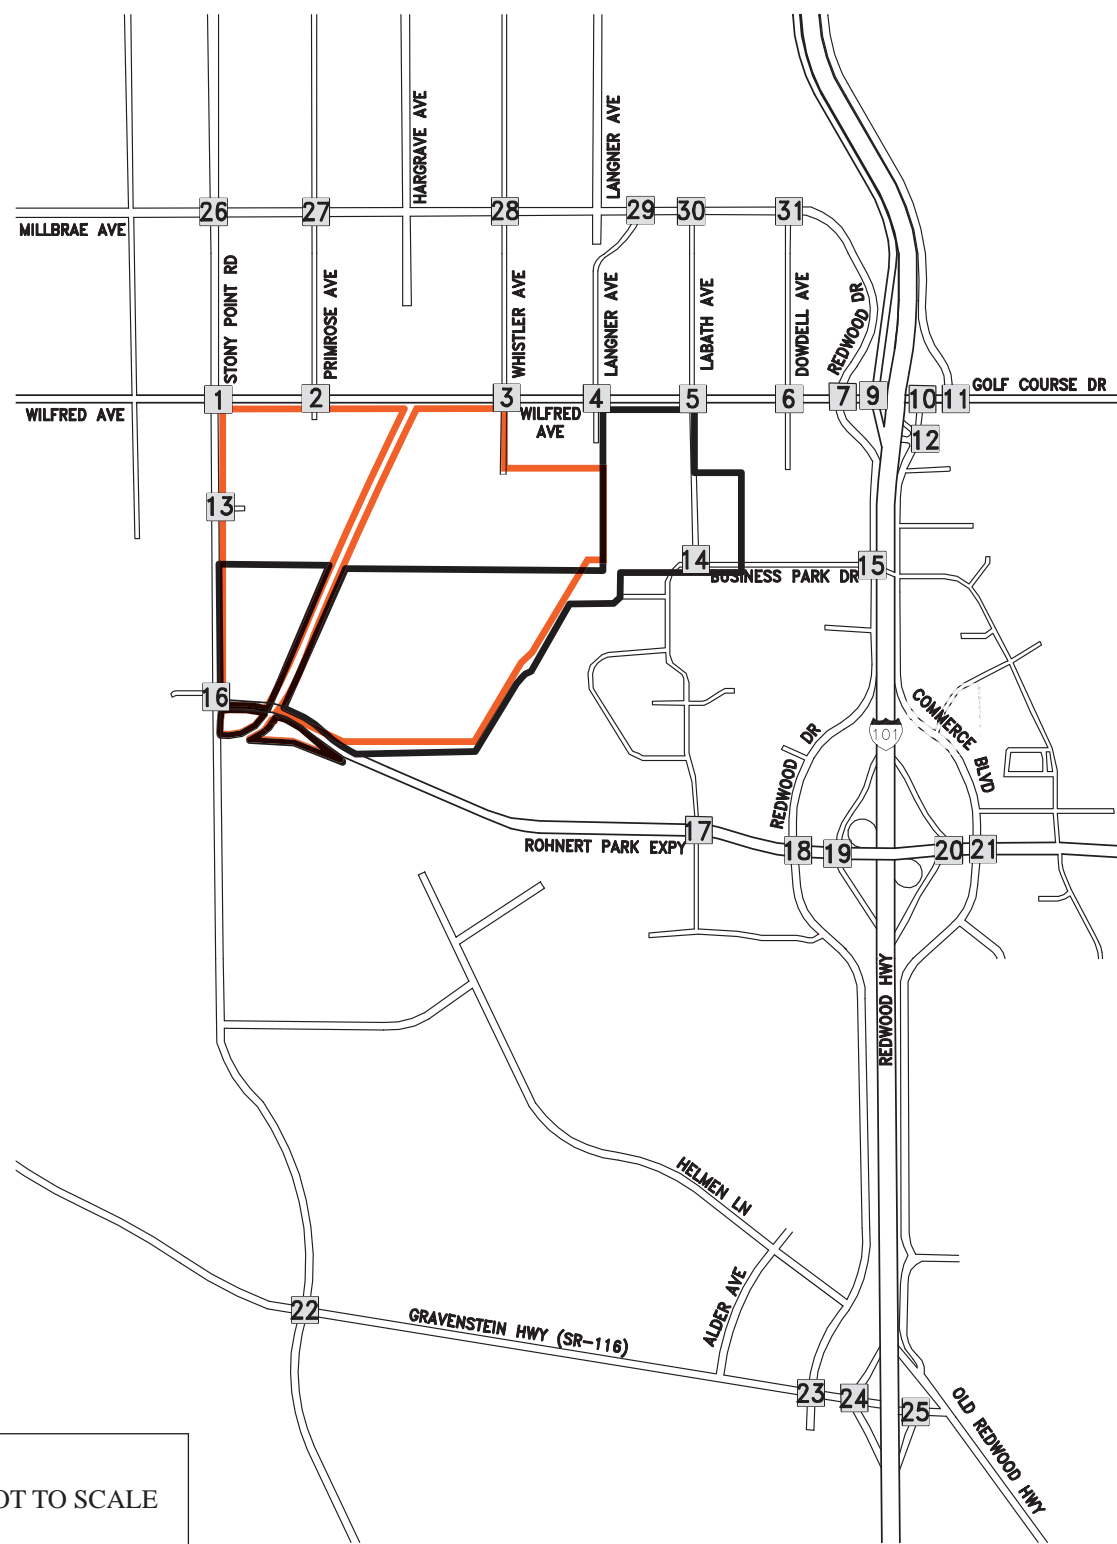 HARGRAVE AVE
LANGNER AVE
26
27
28
29
30
31
MILLBRAE AVE
STONY POINT RD
PRIMROSE AVE
WHISTLER AVE
LANGNER AVE
LABATH AVE
DOWDELL AVE
REDWOOD DR
1
2
3
4
5
6
7
9
10
11
GOLF COURSE DR
WILFRED AVE
WILFRED
AVE
12
13
14
15
BUSINESS PARK DR
16
COMMERCE BLVD
REDWOOD DR
101
17
18
19
20
21
ROHNERT PARK EXPY
REDWOOD HWY
HELMEN LN
ALDER AVE
22
GRAVENSTEIN HWY (SR-116)
23
24
25
OLD REDWOOD HWY
OT TO SCALE